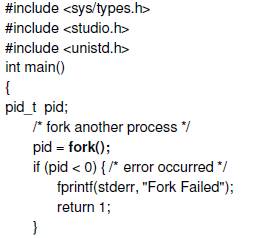 #include <sys/types.h>
#include <studio.h>
#include <unistd.h>
int main()
{
pid_t  pid;
/* fork another process */
pid = fork();
if (pid < 0) { /* error occurred */
fprintf(stderr, "Fork Failed");
return 1;
}